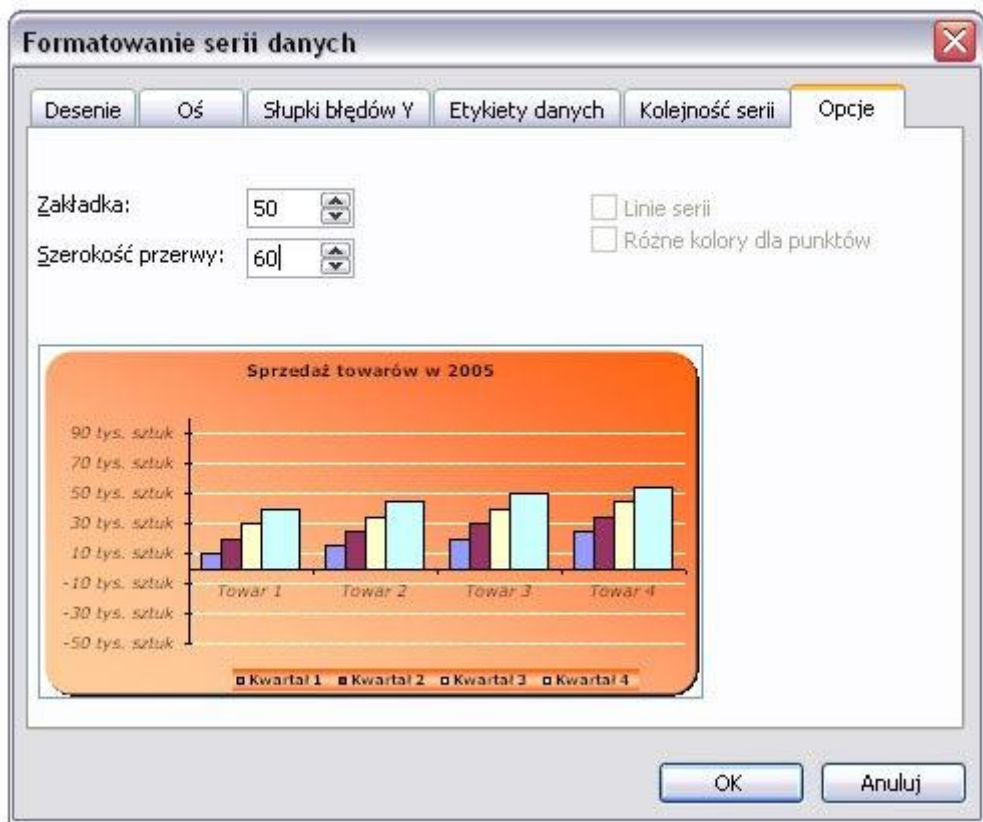 Formatowanie serii danych
Desenie Oś Słupki błędów Y Etykiety danych Kolejność serii Opcje
Zakładka: 50
Linie serii
Różne kolory dla punktów
Szerokość przerwy: 60
Sprzedaż towarów w 2005
90 tys. sztuk
70 tys. sztuk
50 tys. sztuk
30 tys. sztuk
10 tys. sztuk
-10 tys. sztuk
Towar 1 Towar 2 Towar 3 Towar 4
-30 tys. sztuk
-50 tys. sztuk
Kwartał 1 Kwartał 2 Kwartał 3 Kwartał 4
OK Anuluj